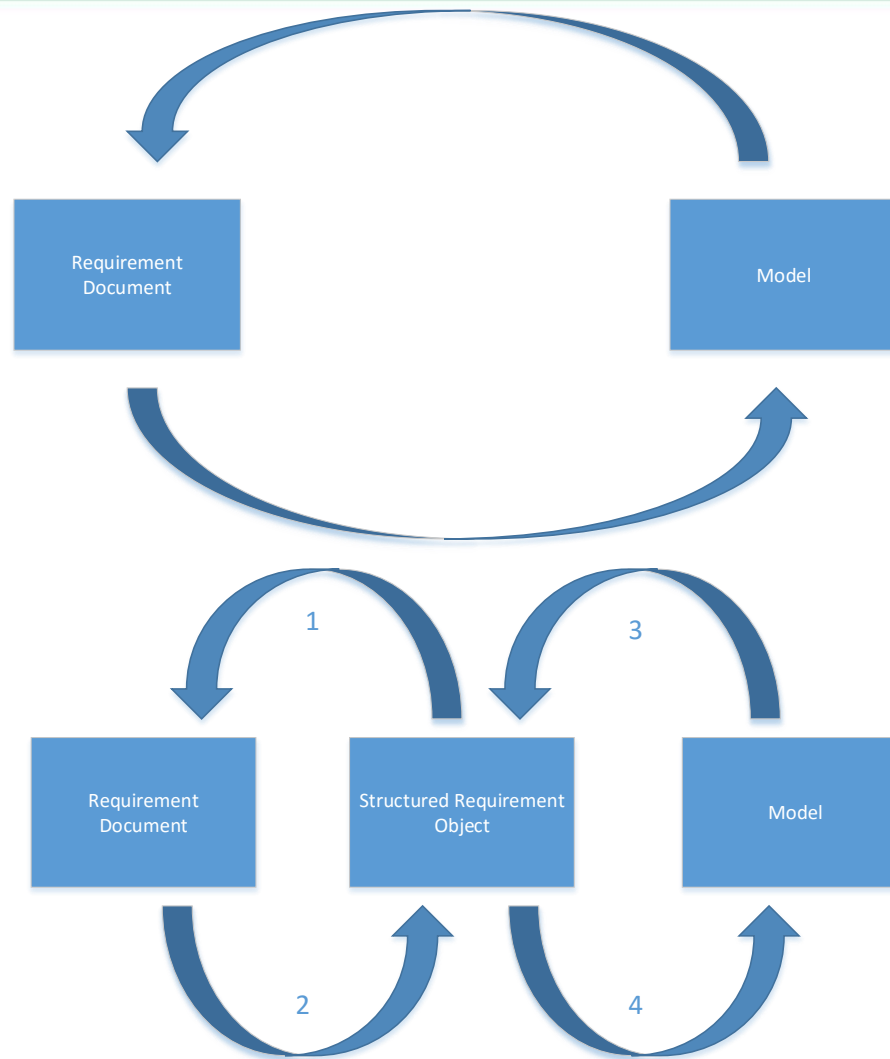 Requirement
Document
Model
1
3
Requirement
Document
Structured Requirement
Object
Model
2
4